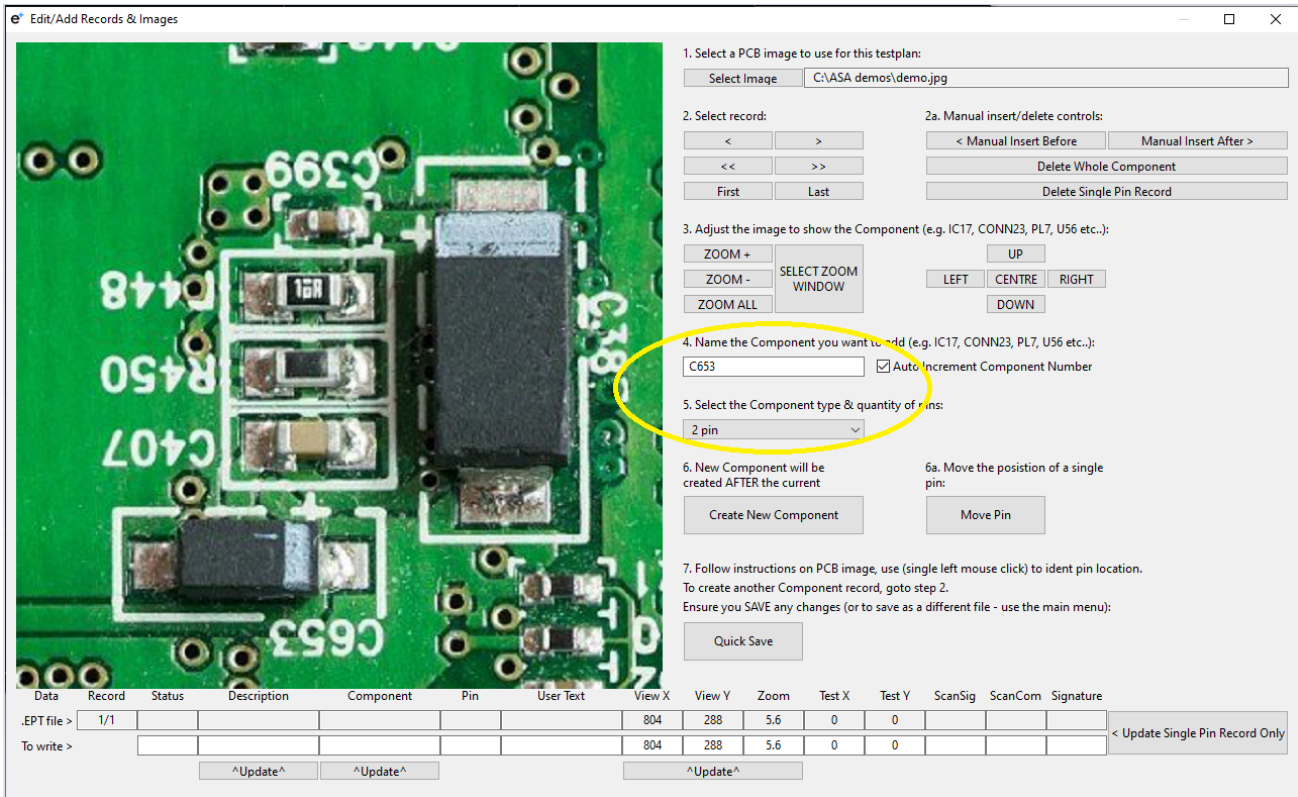 e+ Edit/Add Records & Images
1. Select a PCB image to use for this testplan:
Select Image
C:\ASA demos\demo.jpg
2. Select record:
<
>
<<
>>
First
Last
2a. Manual insert/delete controls:
< Manual Insert Before
Manual Insert After >
Delete Whole Component
Delete Single Pin Record
3. Adjust the image to show the Component (e.g. IC17, CONN23, PL7, U56 etc..):
ZOOM +
ZOOM -
ZOOM ALL
SELECT ZOOM
WINDOW
UP
LEFT
CENTRE
RIGHT
DOWN
4. Name the Component you want to add (e.g. IC17, CONN23, PL7, U56 etc..):
C653
Auto Increment Component Number
5. Select the Component type & quantity of pins:
2 pin
6. New Component will be
created AFTER the current
Create New Component
6a. Move the posistion of a single
pin:
Move Pin
7. Follow instructions on PCB image, use (single left mouse click) to ident pin location.
To create another Component record, goto step 2.
Ensure you SAVE any changes (or to save as a different file - use the main menu):
Quick Save
C399
R448
R450
C407
C653
Data Record Status Description Component Pin User Text View X View Y Zoom Test X Test Y ScanSig ScanCom Signature
.EPT file > 1/1 804 288 5.6 0 0
To write > 804 288 5.6 0 0
< Update Single Pin Record Only
^Update^ ^Update^ ^Update^